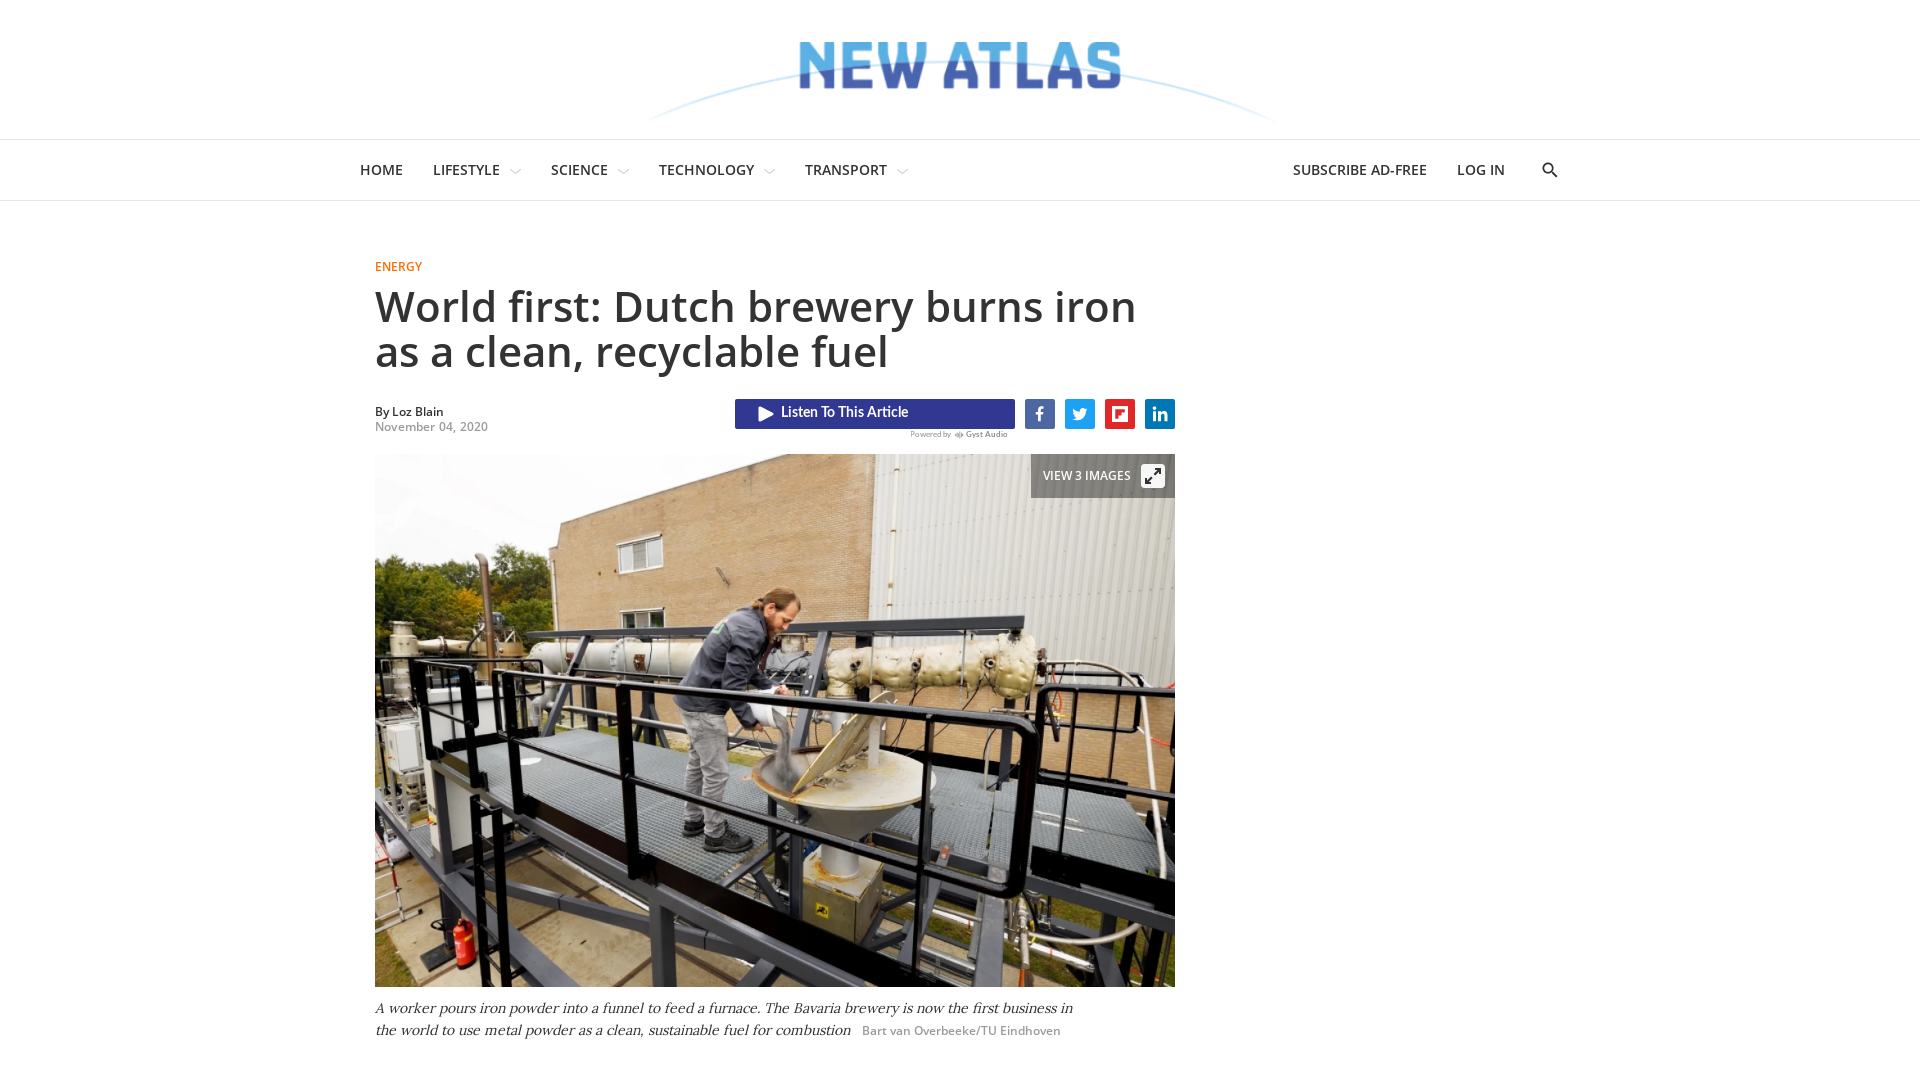 NEW ATLAS
HOME LIFESTYLE SCIENCE TECHNOLOGY TRANSPORT SUBSCRIBE AD-FREE LOG IN
ENERGY
World first: Dutch brewery burns iron
as a clean, recyclable fuel
By Loz Blain
November 04, 2020
Listen To This Article
Powered by Gyst Audio
VIEW 3 IMAGES
A worker pours iron powder into a funnel to feed a furnace. The Bavaria brewery is now the first business in
the world to use metal powder as a clean, sustainable fuel for combustion Bart van Overbeeke/TU Eindhoven